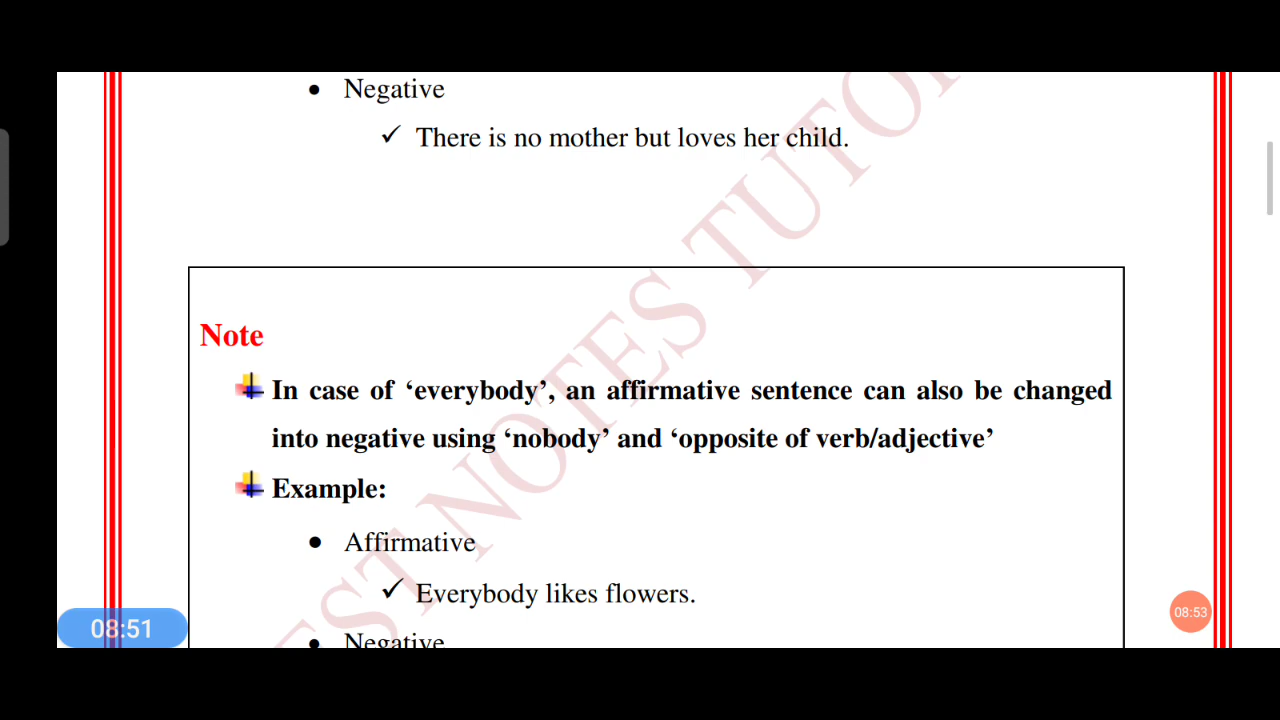 • Negative
✓ There is no mother but loves her child.
Note
In case of ‘everybody’, an affirmative sentence can also be changed
into negative using ‘nobody’ and ‘opposite of verb/adjective’
Example:
• Affirmative
✓ Everybody likes flowers.
• Negative
08:51
08:53
NOTES